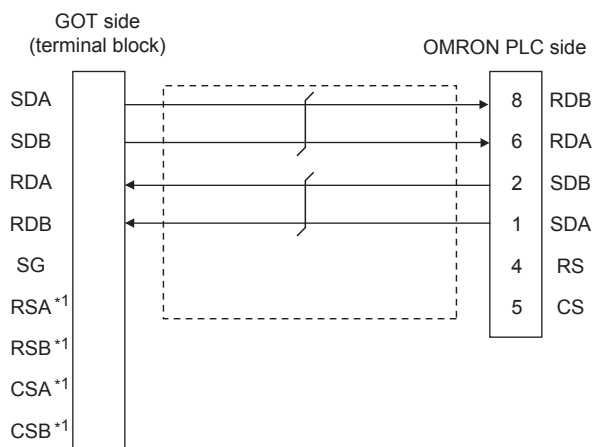 GOT side
(terminal block)
OMRON PLC side
SDA 8 RDB
SDB 6 RDA
RDA 2 SDB
RDB 1 SDA
SG 4 RS
RSA*1 5 CS
RSB*1
CSA*1
CSB*1